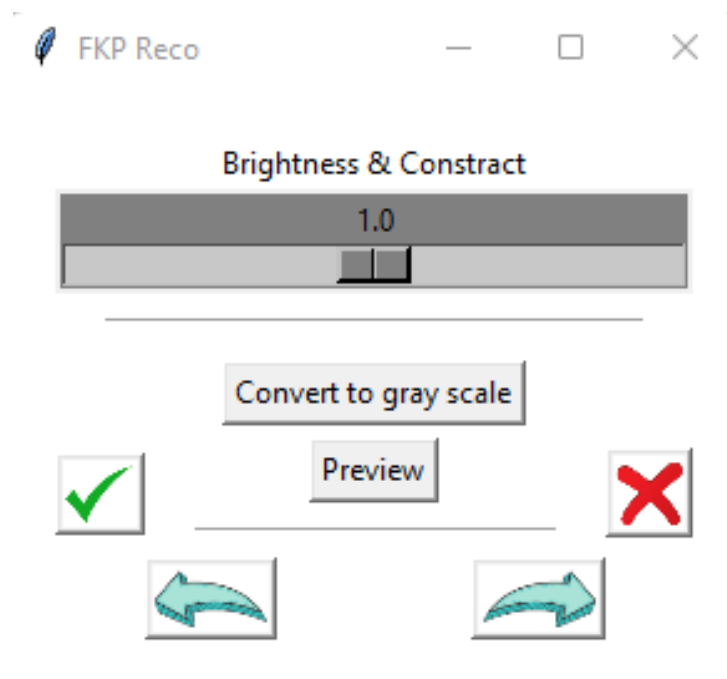 FKP Reco
Brightness & Constract
1.0
Convert to gray scale
Preview